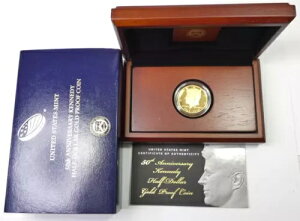 UNITED STATES MINT
50th ANNIVERSARY KENNEDY
HALF-DOLLAR GOLD PROOF COIN
UNITED STATES MINT
CERTIFICATE OF AUTHENTICITY
50th Anniversary
Kennedy
Half Dollar
Gold Proof Coin